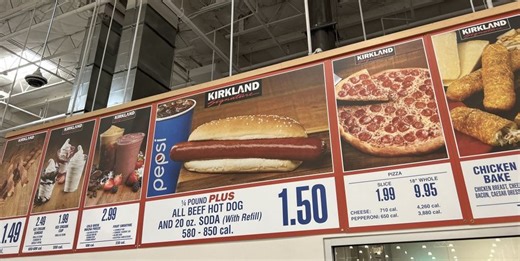 KIRKLAND
1.49
KIRKLAND
2.49
1.99
KIRKLAND
2.99
KIRKLAND
Signature
pepsi
¼ POUND PLUS
ALL BEEF HOT DOG
AND 20 oz. SODA (With Refill)
580 - 850 cal.
1.50
KIRKLAND
PIZZA
SLICE
1.99
18" WHOLE
9.95
CHEESE: 710 cal. 4,260 cal.
PEPPERONI: 650 cal. 3,880 cal.
KIRKLAND
CHICKEN
BAKE
CHICKEN BREAST, CHEESE
BACON, CAESAR DRESS